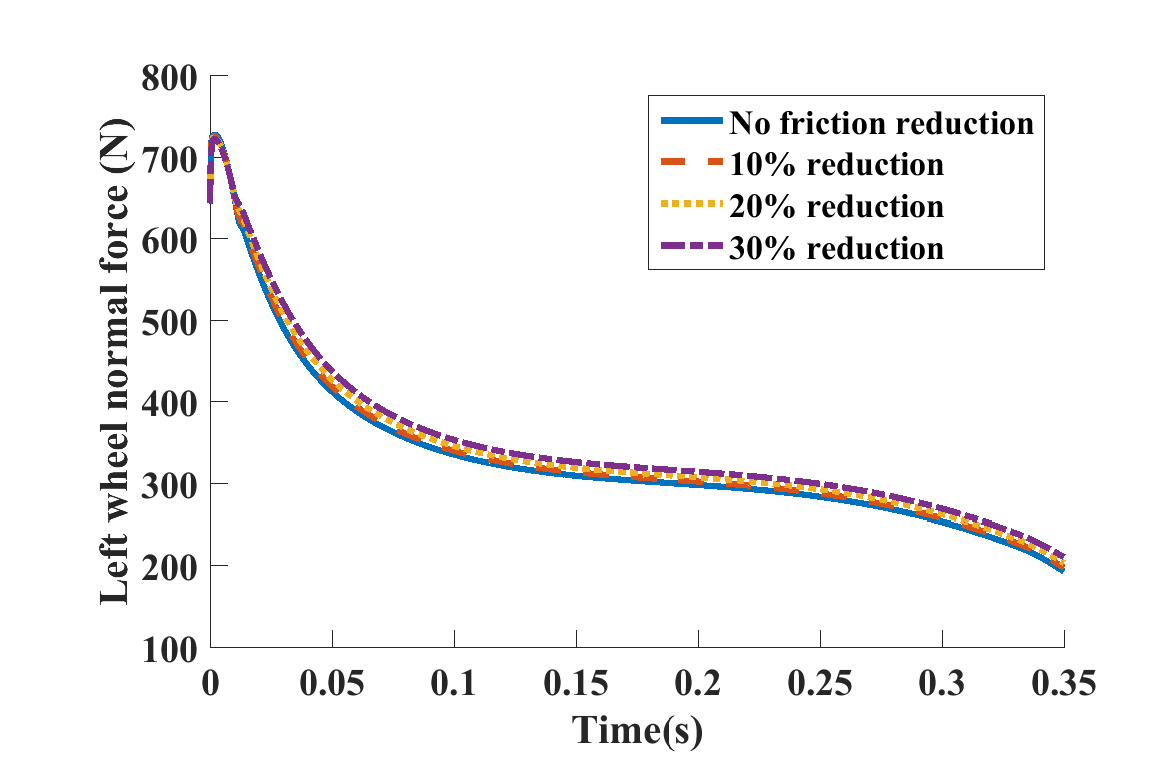 800
700
600
500
400
300
200
100
Left wheel normal force (N)
No friction reduction
10% reduction
20% reduction
30% reduction
0 0.05 0.1 0.15 0.2 0.25 0.3 0.35
Time(s)